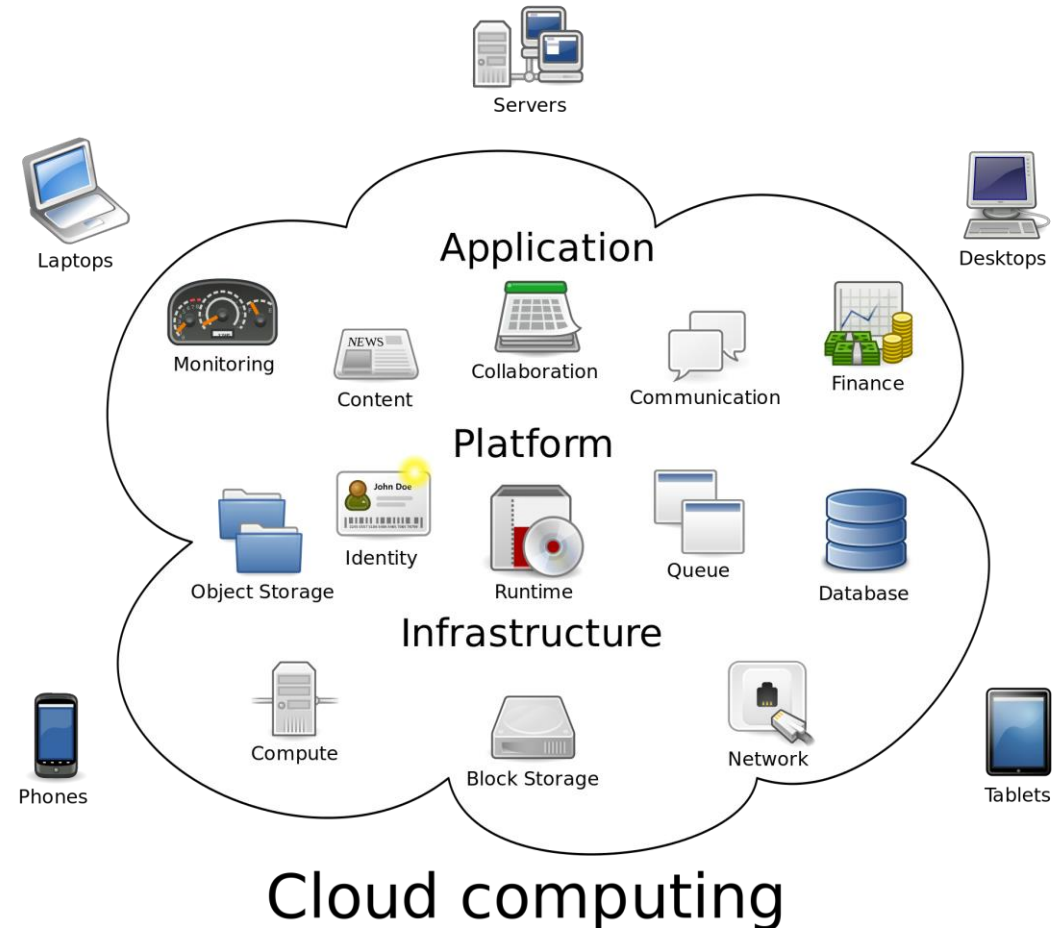 Servers
Laptops
Desktops
Application
Monitoring
NEWS
Content
Collaboration
Communication
Finance
Platform
Object Storage
John Doe
Identity
Runtime
Queue
Database
Infrastructure
Compute
Block Storage
Network
Phones
Tablets
Cloud computing